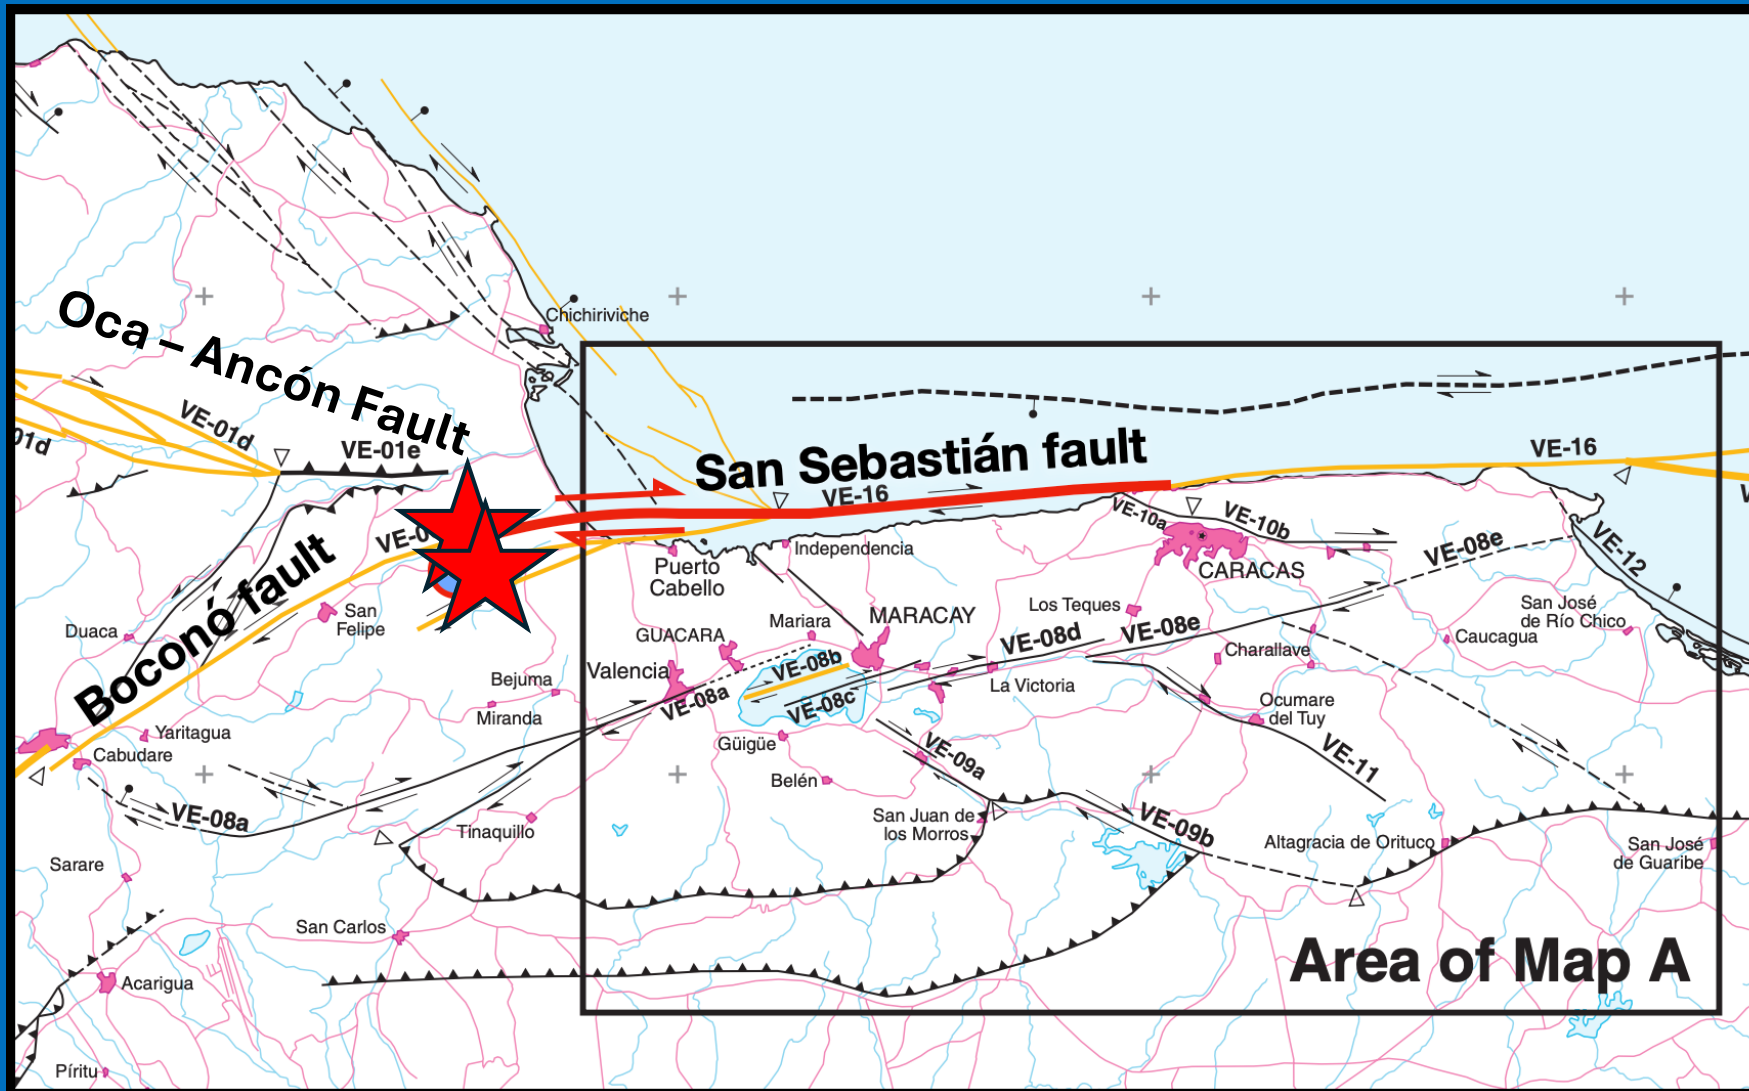 Chichiriviche
Oca – Ancón Fault
VE-01d
01d
VE-01e
San Sebastián fault
VE-16
VE-16
VE-10a
VE-10b
VE-0
Independencia
Puerto
Cabello
CARACAS
VE-08e
VE-12
Boconó fault
San
Felipe
Duaca
GUACARA
Mariara
MARACAY
Los Teques
VE-08d
VE-08e
San José
de Río Chico
Caucagua
Charallave
Valencia
VE-08b
VE-08a
VE-08c
La Victoria
Bejuma
Miranda
Ocumare
del Tuy
Yaritagua
Cabudare
Güigüe
VE-09a
VE-11
Belén
VE-08a
Tinaquillo
San Juan de
los Morros
VE-09b
Altagracia de Orituco
San José
de Guaribe
Sarare
San Carlos
Area of Map A
Acarigua
Píritu